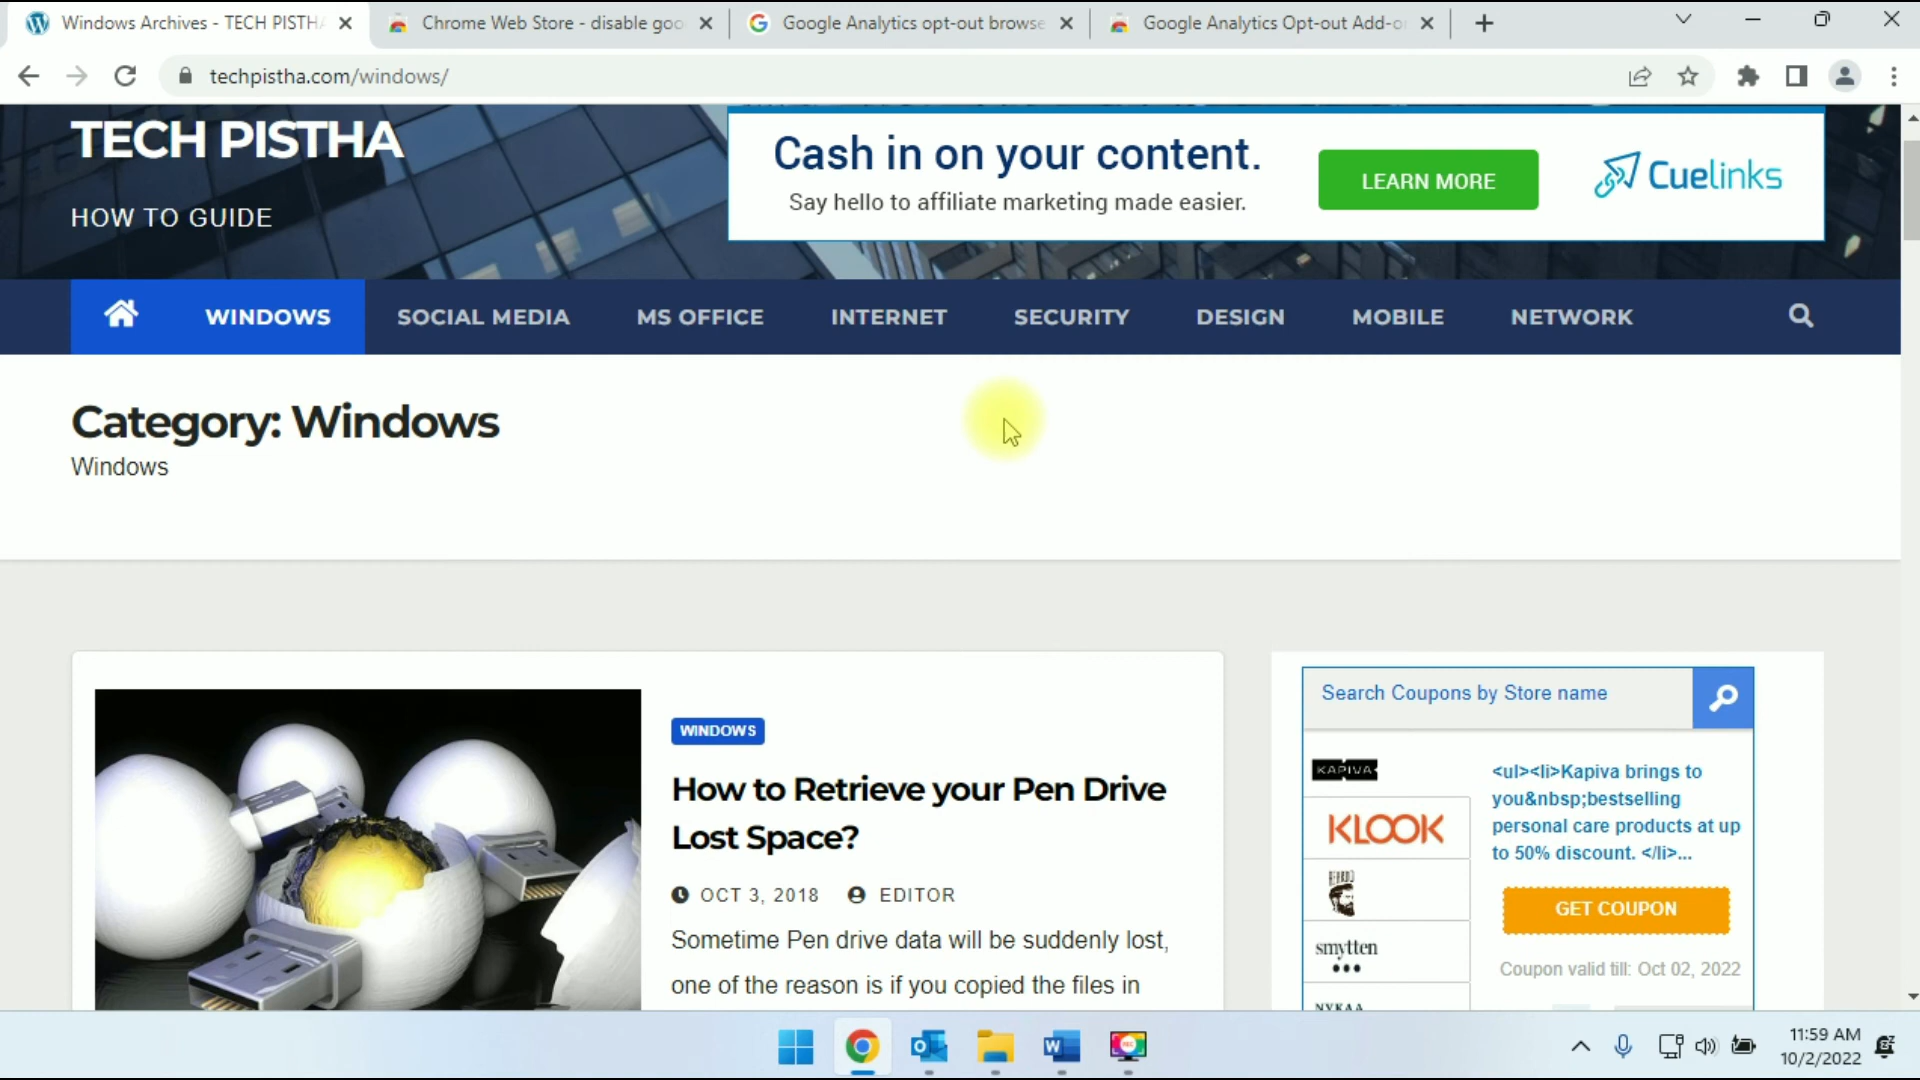 Windows Archives - TECH PISTHA
Chrome Web Store - disable goo
Google Analytics opt-out browse
Google Analytics Opt-out Add-o
techpistha.com/windows/
TECH PISTHA
HOW TO GUIDE
Cash in on your content.
Say hello to affiliate marketing made easier.
LEARN MORE
Cuelinks
WINDOWS
SOCIAL MEDIA
MS OFFICE
INTERNET
SECURITY
DESIGN
MOBILE
NETWORK
Category: Windows
Windows
WINDOWS
How to Retrieve your Pen Drive
Lost Space?
OCT 3, 2018 EDITOR
Sometime Pen drive data will be suddenly lost,
one of the reason is if you copied the files in
Search Coupons by Store name
KAPIVA
KLOOK
smytten
<ul><li>Kapiva brings to
you&nbsp;bestselling
personal care products at up
to 50% discount. </li>...
GET COUPON
Coupon valid till: Oct 02, 2022
11:59 AM
10/2/2022